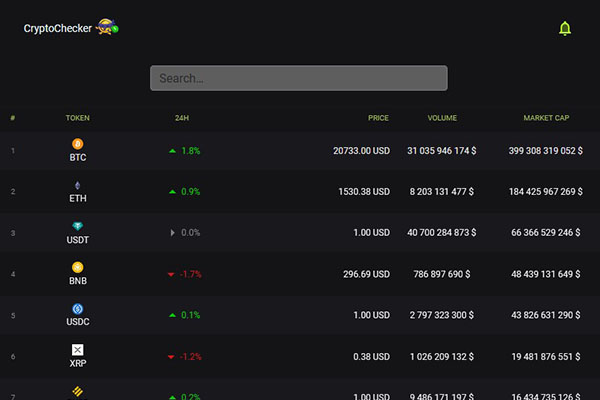 CryptoChecker
Search...
# TOKEN 24H PRICE VOLUME MARKET CAP
1 BTC 1.8% 20733.00 USD 31 035 946 174 $ 399 308 319 052 $
2 ETH 0.9% 1530.38 USD 8 203 131 477 $ 184 425 967 269 $
3 USDT 0.0% 1.00 USD 40 700 284 873 $ 66 366 529 246 $
4 BNB -1.7% 296.69 USD 786 897 690 $ 48 439 131 649 $
5 USDC 0.1% 1.00 USD 2 797 323 300 $ 43 826 631 290 $
6 XRP -1.2% 0.38 USD 1 026 209 132 $ 19 481 876 551 $
7 0.2% 1.00 USD 9 486 171 197 $ 16 434 735 126 $